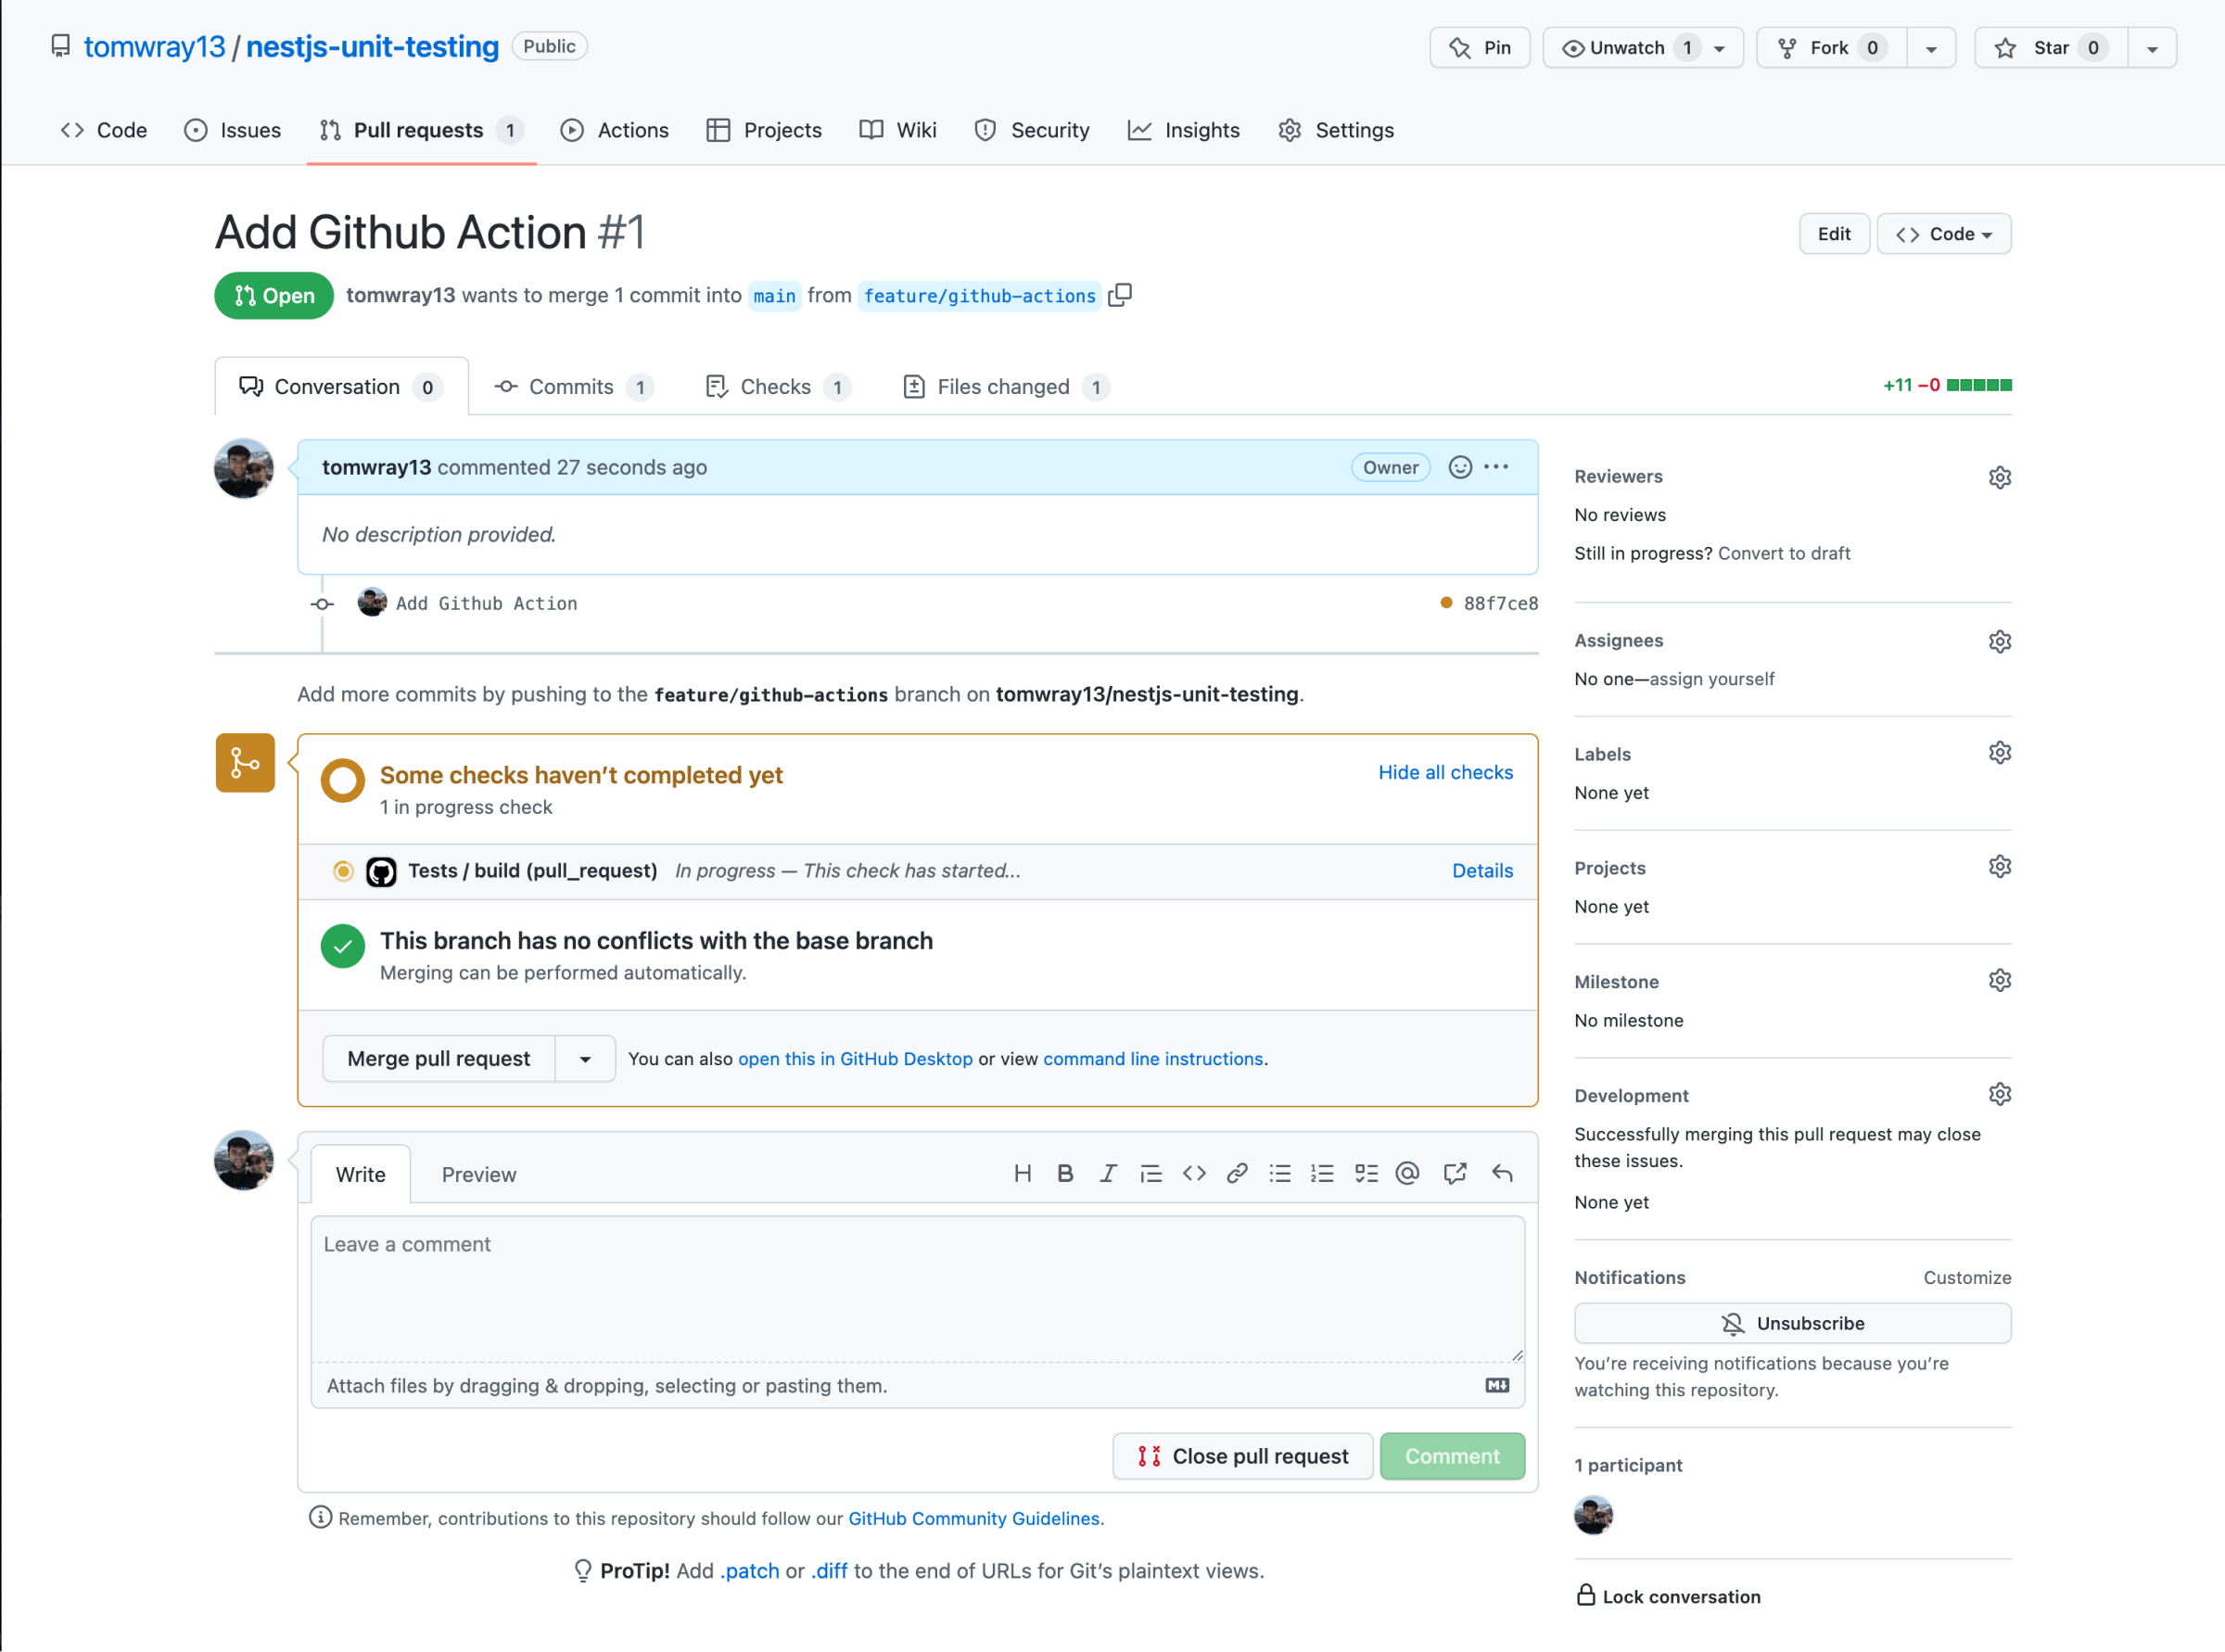 tomwray13 / nestjs-unit-testing Public
Pin
Unwatch 1
Fork 0
Star 0
Code
Issues
Pull requests 1
Actions
Projects
Wiki
Security
Insights
Settings
Add Github Action #1
Edit
Code
Open
tomwray13 wants to merge 1 commit into main from feature/github-actions
Conversation 0
Commits 1
Checks 1
Files changed 1
+11 −0
tomwray13 commented 27 seconds ago
Owner
No description provided.
Add Github Action
88f7ce8
Add more commits by pushing to the feature/github-actions branch on tomwray13/nestjs-unit-testing.
Some checks haven’t completed yet
1 in progress check
Hide all checks
Tests / build (pull_request) In progress — This check has started...
Details
This branch has no conflicts with the base branch
Merging can be performed automatically.
Merge pull request
You can also open this in GitHub Desktop or view command line instructions.
Write
Preview
Leave a comment
Attach files by dragging & dropping, selecting or pasting them.
Close pull request
Comment
Remember, contributions to this repository should follow our GitHub Community Guidelines.
ProTip! Add .patch or .diff to the end of URLs for Git’s plaintext views.
Reviewers
No reviews
Still in progress? Convert to draft
Assignees
No one—assign yourself
Labels
None yet
Projects
None yet
Milestone
No milestone
Development
Successfully merging this pull request may close
these issues.
None yet
Notifications
Customize
Unsubscribe
You’re receiving notifications because you’re
watching this repository.
1 participant
Lock conversation